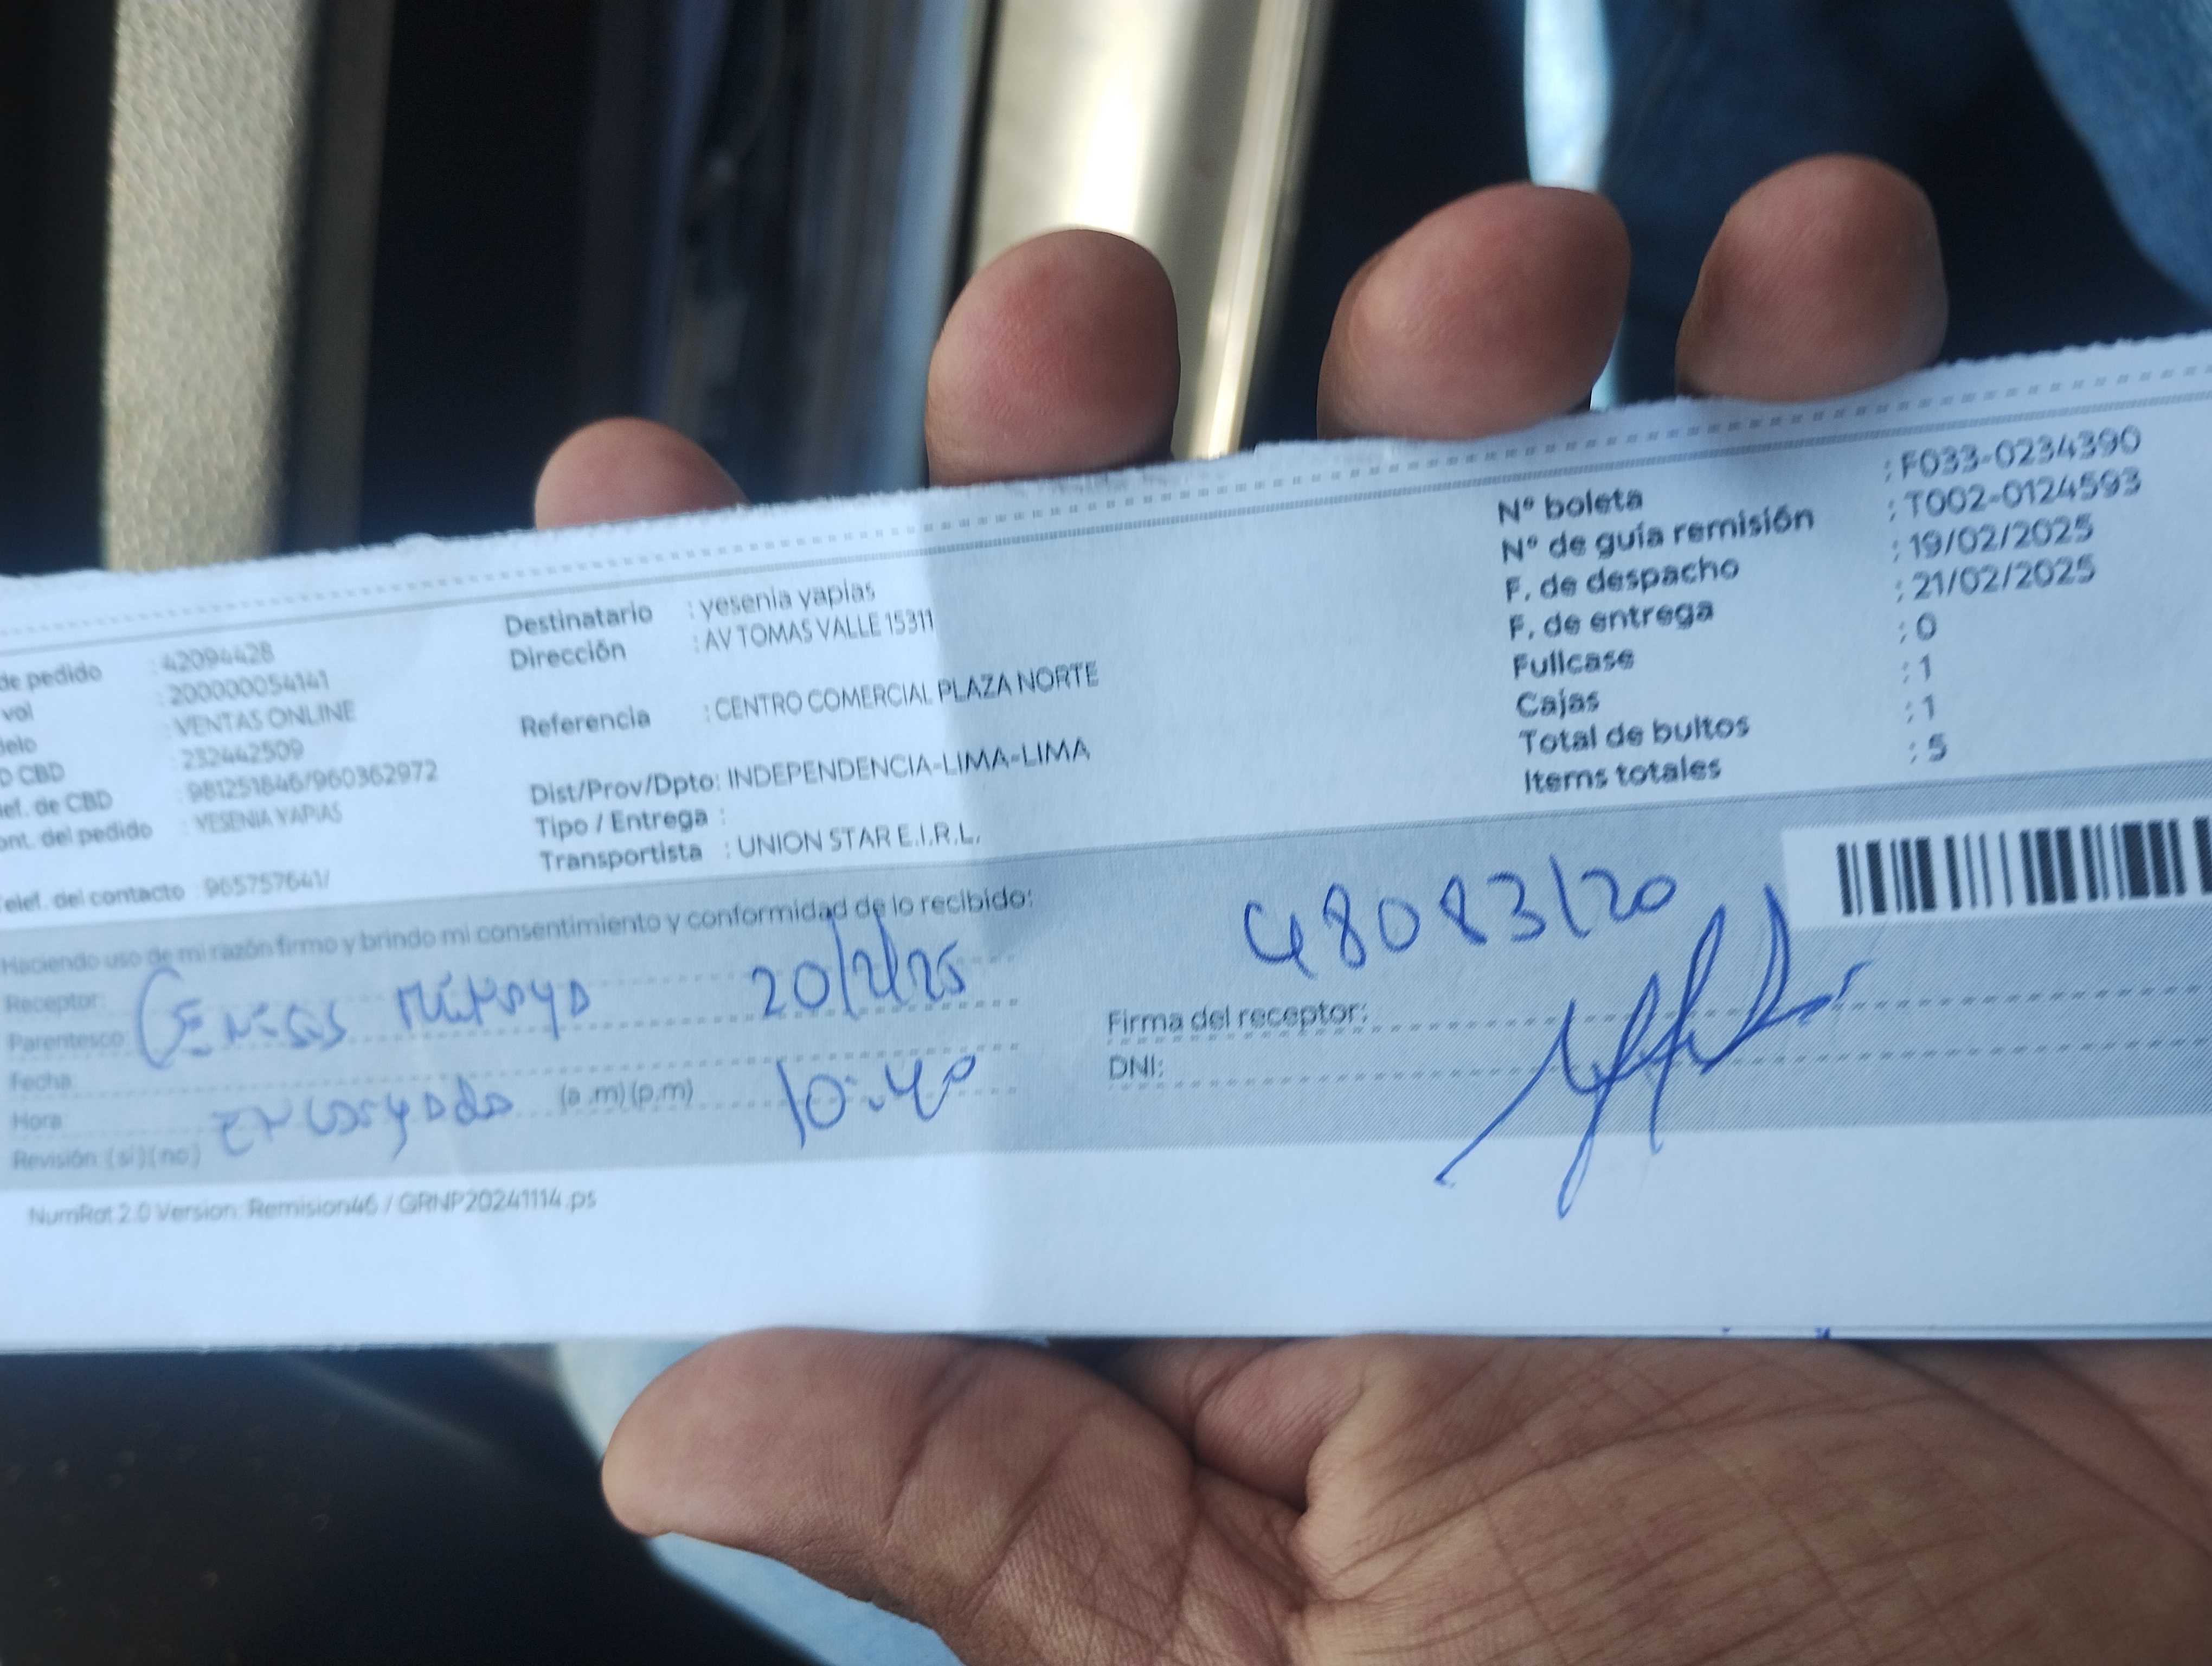 de pedido : 42094428
vol : 200000054141
delo : VENTAS ONLINE
D CBD : 232442509
lef. de CBD : 981251846/960362972
ont. del pedido : YESENIA YAPIAS
elef. del contacto 965757641/
Destinatario : yesenia yapias
Dirección : AV TOMAS VALLE 15311
Referencia : CENTRO COMERCIAL PLAZA NORTE
Dist/Prov/Dpto: INDEPENDENCIA-LIMA-LIMA
Tipo / Entrega :
Transportista : UNION STAR E.I.R.L.
N° boleta : F033-0234390
N° de guía remisión : T002-0124593
F. de despacho : 19/02/2025
F. de entrega : 21/02/2025
Fullcase : 0
Cajas : 1
Total de bultos : 1
Items totales : 5
Haciendo uso de mi razón firmo y brindo mi consentimiento y conformidad de lo recibido:
Receptor:
Parentesco: 20/2/25
Fecha:
Hora: encargado (a .m) (p.m) 10:40
Revisión: (si) (no)
48083120
Firma del receptor:
DNI:
NumRot 2.0 Version: Remision46 / GRNP20241114.ps